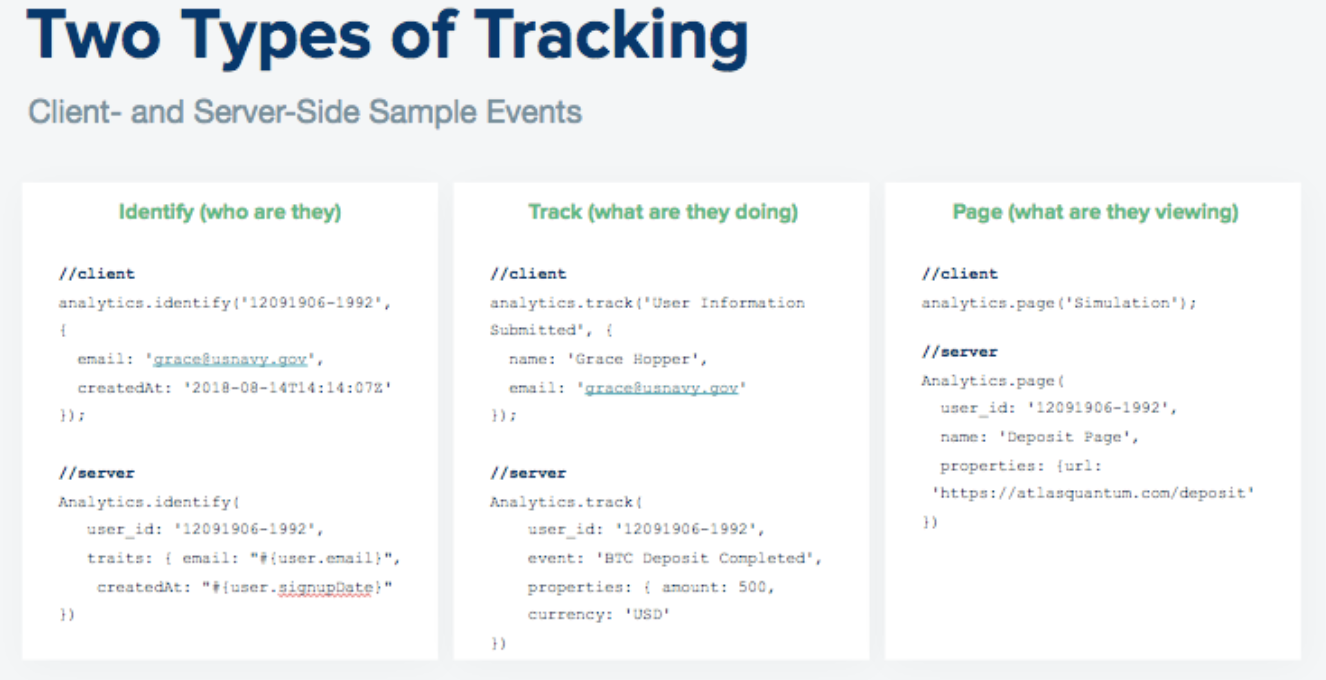 Two Types of Tracking
Client- and Server-Side Sample Events
Identify (who are they)
//client
analytics.identify('12091906-1992',
{
email: 'grace@usnavy.gov',
createdAt: '2018-08-14T14:14:07Z'
});
//server
Analytics.identify(
user_id: '12091906-1992',
traits: { email: "#{user.email}",
createdAt: "#{user.signupDate}"
})
Track (what are they doing)
//client
analytics.track('User Information
Submitted', {
name: 'Grace Hopper',
email: 'grace@usnavy.gov'
});
//server
Analytics.track(
user_id: '12091906-1992',
event: 'BTC Deposit Completed',
properties: { amount: 500,
currency: 'USD'
})
Page (what are they viewing)
//client
analytics.page('Simulation');
//server
Analytics.page(
user_id: '12091906-1992',
name: 'Deposit Page',
properties: {url:
'https://atlasquantum.com/deposit'
})